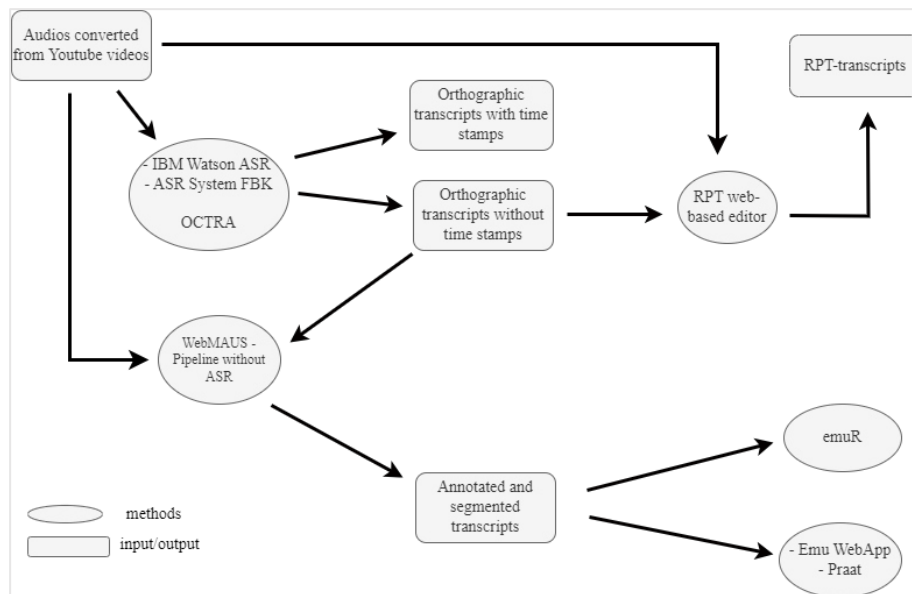 Audios converted
from Youtube videos
RPT-transcripts
Orthographic
transcripts with time
stamps
- IBM Watson ASR
- ASR System FBK
OCTRA
Orthographic
transcripts without
time stamps
RPT web-
based editor
WebMAUS -
Pipeline without
ASR
emuR
Annotated and
segmented
transcripts
methods
input/output
- Emu WebApp
- Praat